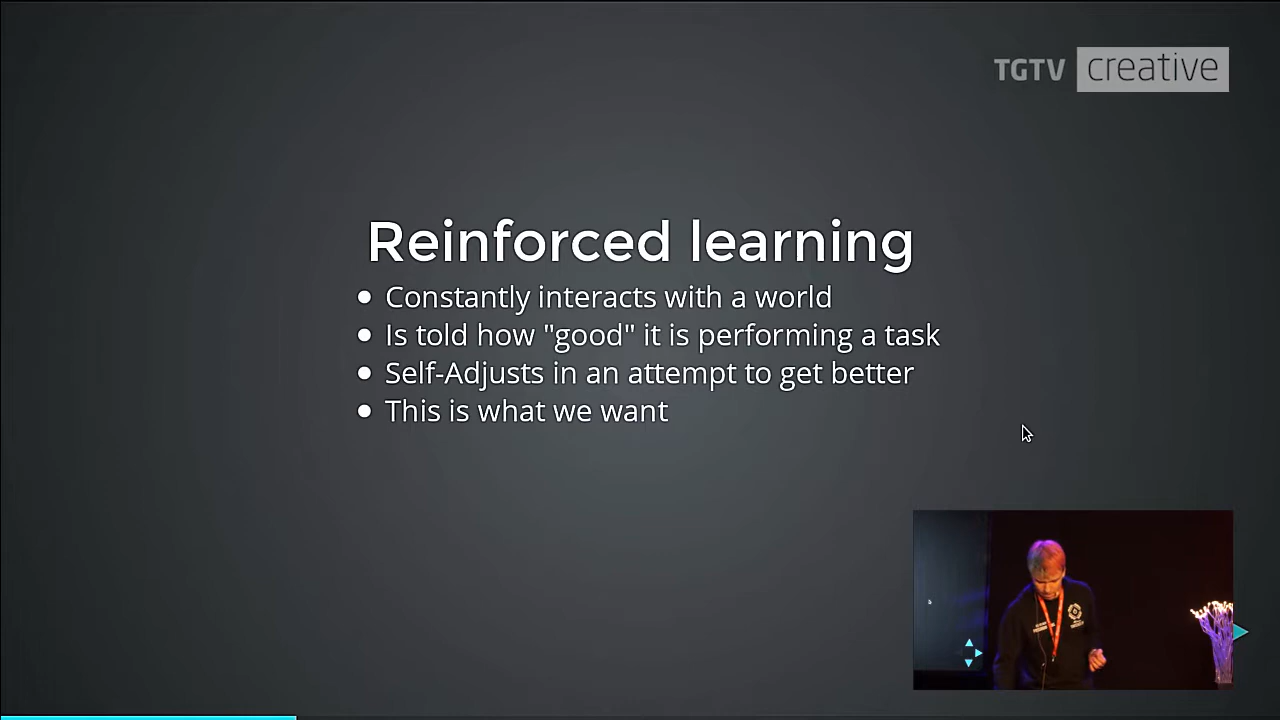 TGTV creative
Reinforced learning
Constantly interacts with a world
Is told how "good" it is performing a task
Self-Adjusts in an attempt to get better
This is what we want